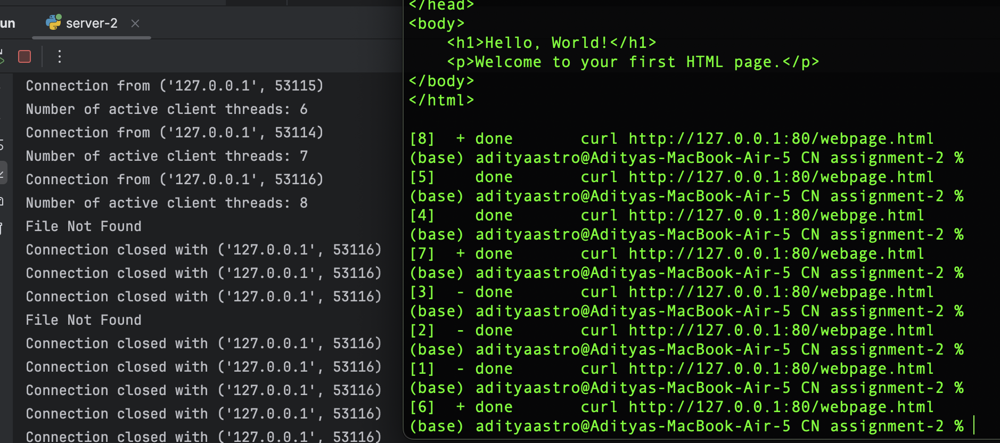 un
server-2
Connection from ('127.0.0.1', 53115)
Number of active client threads: 6
Connection from ('127.0.0.1', 53114)
Number of active client threads: 7
Connection from ('127.0.0.1', 53116)
Number of active client threads: 8
File Not Found
Connection closed with ('127.0.0.1', 53116)
Connection closed with ('127.0.0.1', 53116)
Connection closed with ('127.0.0.1', 53116)
File Not Found
Connection closed with ('127.0.0.1', 53116)
Connection closed with ('127.0.0.1', 53116)
Connection closed with ('127.0.0.1', 53116)
Connection closed with ('127.0.0.1', 53116)
Connection closed with ('127.0.0.1', 53116)
</head>
<body>
    <h1>Hello, World!</h1>
    <p>Welcome to your first HTML page.</p>
</body>
</html>
[8]  + done       curl http://127.0.0.1:80/webpage.html
(base) adityaastro@Adityas-MacBook-Air-5 CN assignment-2 %
[5]    done       curl http://127.0.0.1:80/webpage.html
(base) adityaastro@Adityas-MacBook-Air-5 CN assignment-2 %
[4]    done       curl http://127.0.0.1:80/webpge.html
(base) adityaastro@Adityas-MacBook-Air-5 CN assignment-2 %
[7]  + done       curl http://127.0.0.1:80/webage.html
(base) adityaastro@Adityas-MacBook-Air-5 CN assignment-2 %
[3]  - done       curl http://127.0.0.1:80/webpage.html
(base) adityaastro@Adityas-MacBook-Air-5 CN assignment-2 %
[2]  - done       curl http://127.0.0.1:80/webpage.html
(base) adityaastro@Adityas-MacBook-Air-5 CN assignment-2 %
[1]  - done       curl http://127.0.0.1:80/webpage.html
(base) adityaastro@Adityas-MacBook-Air-5 CN assignment-2 %
[6]  + done       curl http://127.0.0.1:80/webpage.html
(base) adityaastro@Adityas-MacBook-Air-5 CN assignment-2 %